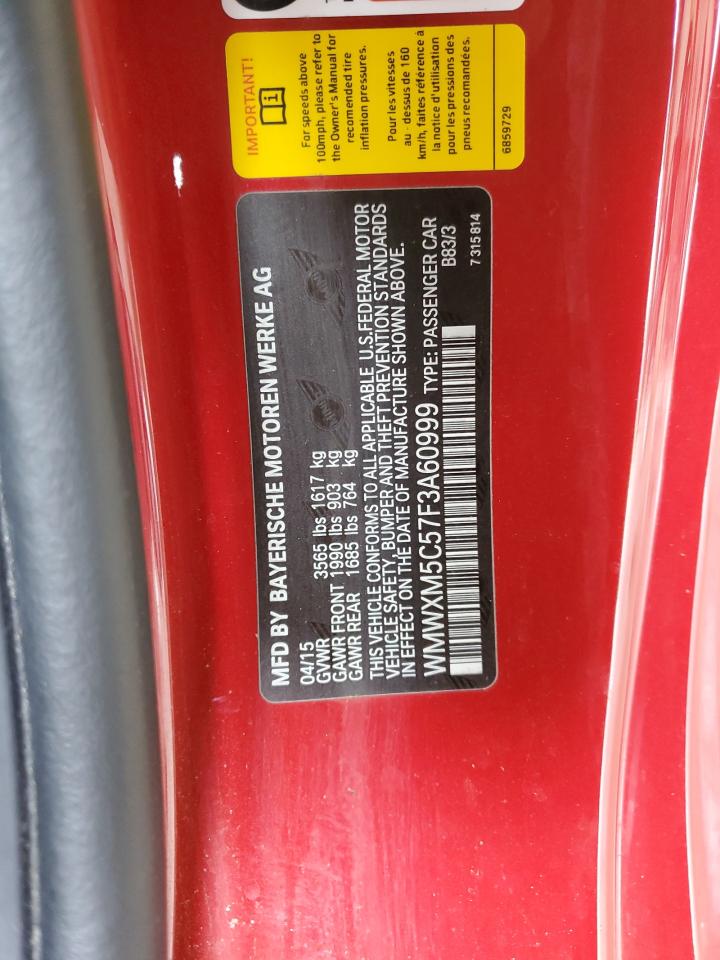 MFD BY BAYERISCHE MOTOREN WERKE AG
04/15
GVWR 3565 lbs 1617 kg
GAWR FRONT 1990 lbs 903 kg
GAWR REAR 1685 lbs 764 kg
THIS VEHICLE CONFORMS TO ALL APPLICABLE U.S.FEDERAL MOTOR
VEHICLE SAFETY, BUMPER AND THEFT PREVENTION STANDARDS
IN EFFECT ON THE DATE OF MANUFACTURE SHOWN ABOVE.
WMWXM5C57F3A60999 TYPE: PASSENGER CAR
B83/3
7 315 814
IMPORTANT!
For speeds above
100mph, please refer to
the Owner's Manual for
recomended tire
inflation pressures.
Pour les vitesses
au - dessus de 160
km/h, faites référence à
la notice d'utilisation
pour les pressions des
pneus recomandées.
6859729